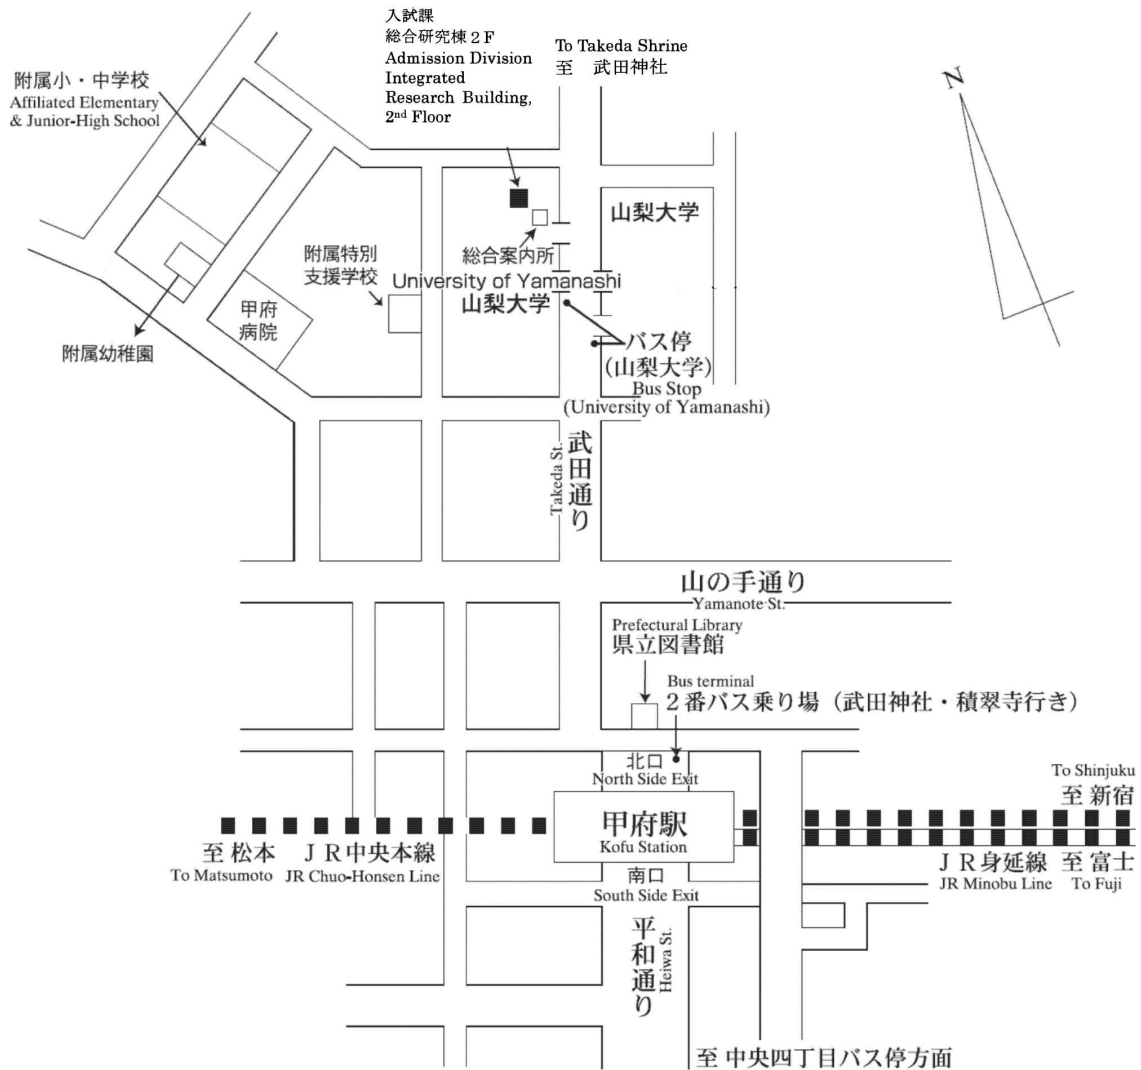 入試課
総合研究棟２F
Admission Division
Integrated
Research Building,
2nd Floor
To Takeda Shrine
至　武田神社
N
附属小・中学校
Affiliated Elementary
& Junior-High School
山梨大学
附属特別
支援学校
総合案内所
University of Yamanashi
山梨大学
甲府
病院
附属幼稚園
バス停
(山梨大学)
Bus Stop
(University of Yamanashi)
武田通り
Takeda St.
山の手通り
Yamanote St.
Prefectural Library
県立図書館
Bus terminal
２番バス乗り場（武田神社・積翠寺行き）
北口
North Side Exit
To Shinjuku
至 新宿
甲府駅
Kofu Station
至 松本
To Matsumoto
ＪＲ中央本線
JR Chuo-Honsen Line
ＪＲ身延線
JR Minobu Line
至 富士
To Fuji
南口
South Side Exit
平和通り
Heiwa St.
至 中央四丁目バス停方面